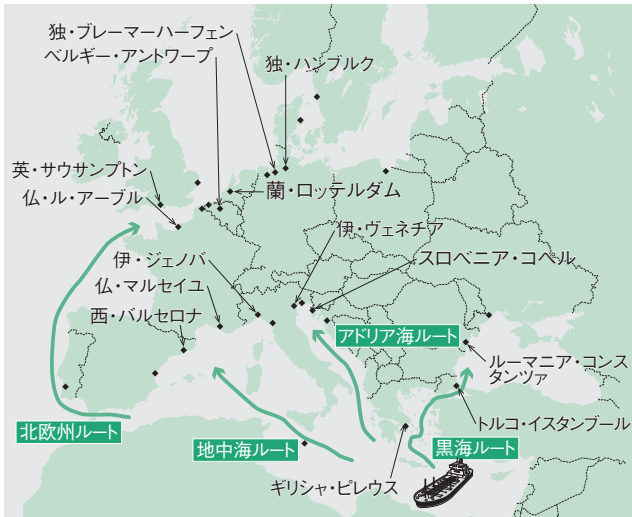 独・ブレーマーハーフェン
ベルギー・アントワープ
独・ハンブルク
英・サウサンプトン
仏・ル・アーブル
蘭・ロッテルダム
伊・ヴェネチア
伊・ジェノバ
スロベニア・コペル
仏・マルセイユ
西・バルセロナ
アドリア海ルート
ルーマニア・コンス
タンツァ
トルコ・イスタンブール
北欧州ルート
地中海ルート
黒海ルート
ギリシャ・ピレウス